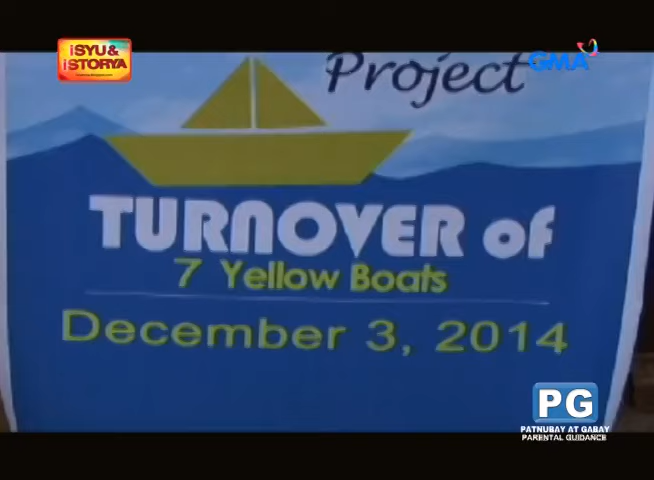 iSYU &
iSTORYA
GMA
Project
TURNOVER of
7 Yellow Boats
December 3, 2014
PG
PATNUBAY AT GABAY
PARENTAL GUIDANCE